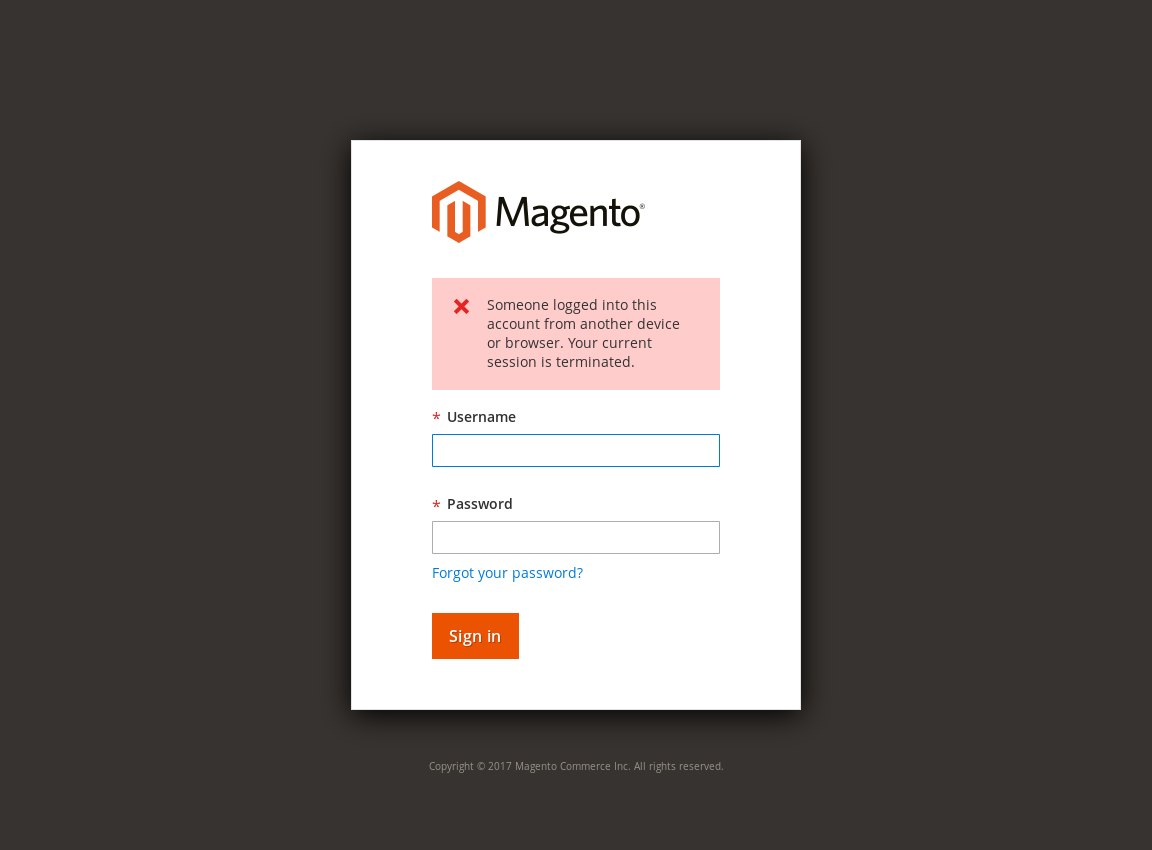 Magento®
Someone logged into this
account from another device
or browser. Your current
session is terminated.
* Username
* Password
Forgot your password?
Sign in
Copyright © 2017 Magento Commerce Inc. All rights reserved.